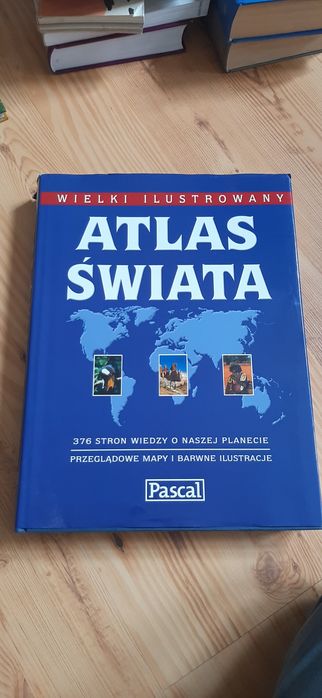 WIELKI ILUSTROWANY
ATLAS
ŚWIATA
376 STRON WIEDZY O NASZEJ PLANECIE
PRZEGLĄDOWE MAPY I BARWNE ILUSTRACJE
Pascal